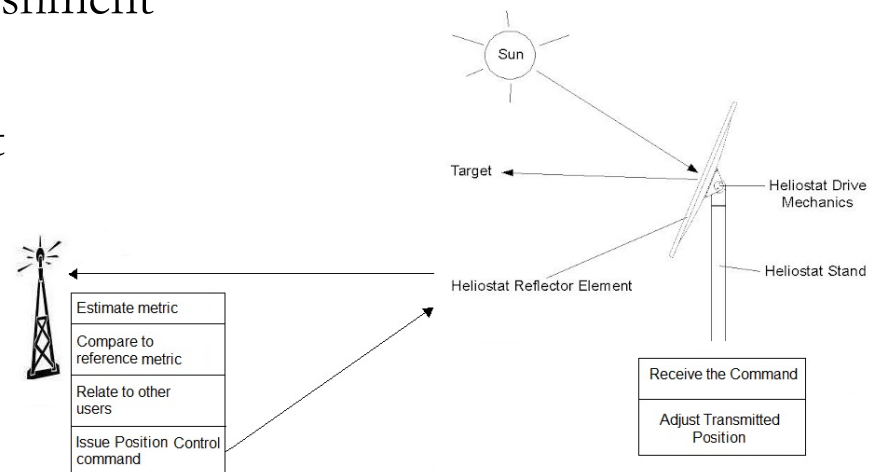 Sun
Target
Heliostat Drive
Mechanics
Heliostat Reflector Element
Heliostat Stand
Estimate metric
Compare to
reference metric
Relate to other
users
Issue Position Control
command
Receive the Command
Adjust Transmitted
Position